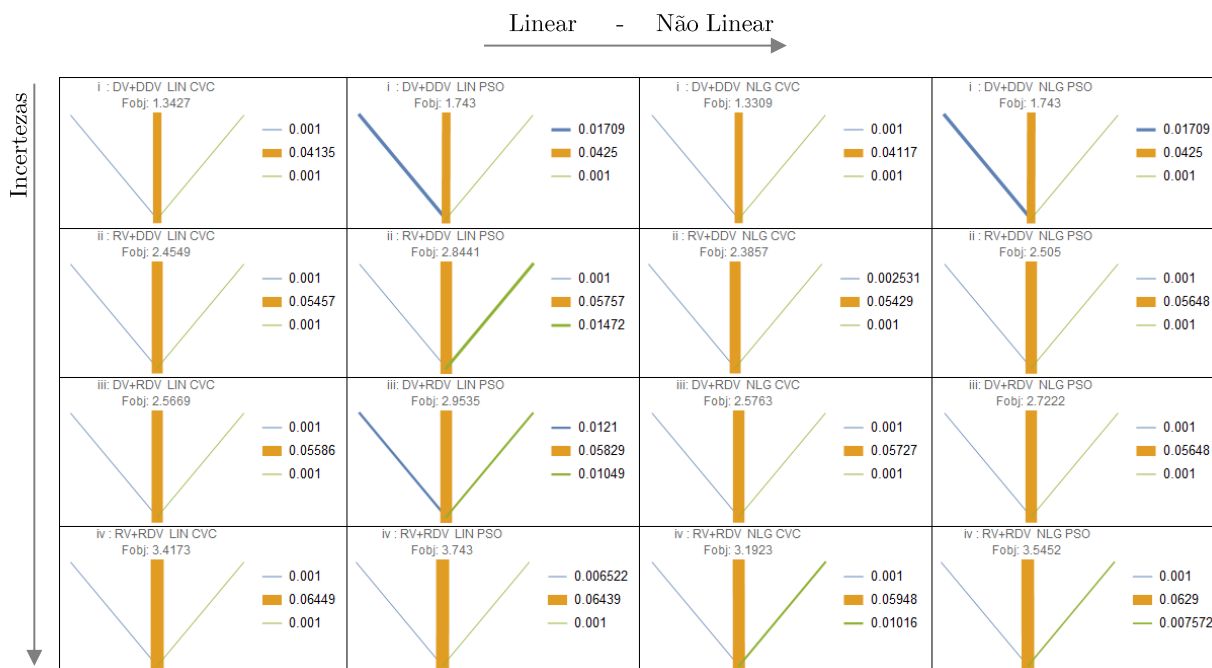 Linear - Não Linear
Incertezas
i : DV+DDV LIN CVC
Fobj: 1.3427
0.001
0.04135
0.001
i : DV+DDV LIN PSO
Fobj: 1.743
0.01709
0.0425
0.001
i : DV+DDV NLG CVC
Fobj: 1.3309
0.001
0.04117
0.001
i : DV+DDV NLG PSO
Fobj: 1.743
0.01709
0.0425
0.001
ii : RV+DDV LIN CVC
Fobj: 2.4549
0.001
0.05457
0.001
ii : RV+DDV LIN PSO
Fobj: 2.8441
0.001
0.05757
0.01472
ii : RV+DDV NLG CVC
Fobj: 2.3857
0.002531
0.05429
0.001
ii : RV+DDV NLG PSO
Fobj: 2.505
0.001
0.05648
0.001
iii: DV+RDV LIN CVC
Fobj: 2.5669
0.001
0.05586
0.001
iii: DV+RDV LIN PSO
Fobj: 2.9535
0.0121
0.05829
0.01049
iii: DV+RDV NLG CVC
Fobj: 2.5763
0.001
0.05727
0.001
iii: DV+RDV NLG PSO
Fobj: 2.7222
0.001
0.05648
0.001
iv : RV+RDV LIN CVC
Fobj: 3.4173
0.001
0.06449
0.001
iv : RV+RDV LIN PSO
Fobj: 3.743
0.006522
0.06439
0.001
iv : RV+RDV NLG CVC
Fobj: 3.1923
0.001
0.05948
0.01016
iv : RV+RDV NLG PSO
Fobj: 3.5452
0.001
0.0629
0.007572